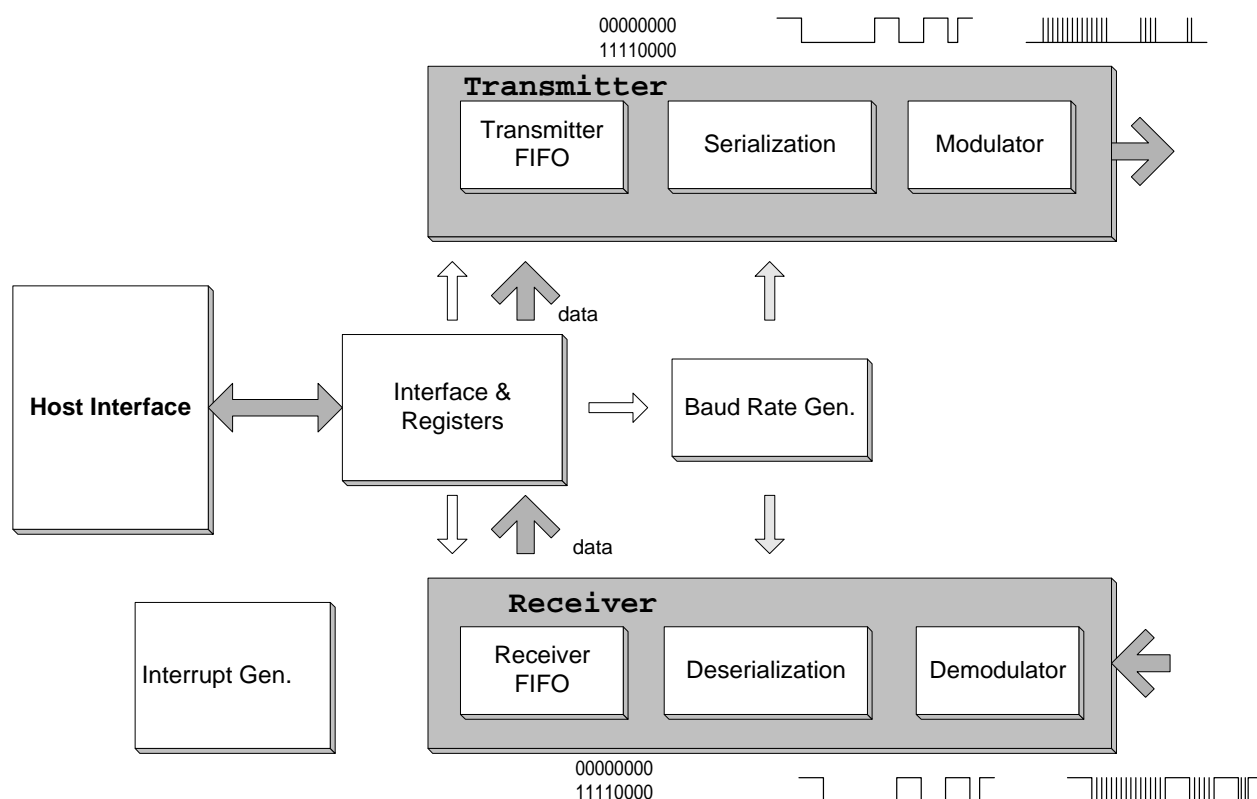 00000000
11110000
Transmitter
Transmitter
FIFO
Serialization
Modulator
data
Host Interface
Interface &
Registers
Baud Rate Gen.
data
Receiver
Interrupt Gen.
Receiver
FIFO
Deserialization
Demodulator
00000000
11110000